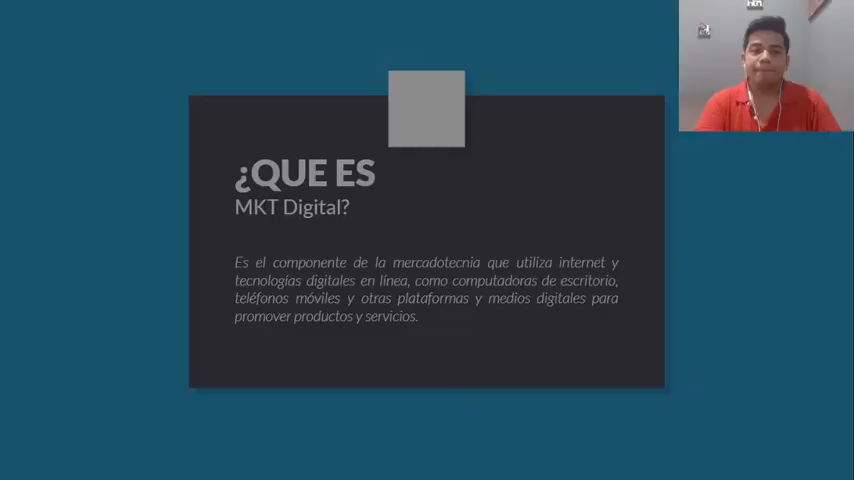 ¿QUE ES
MKT Digital?
Es el componente de la mercadotecnia que utiliza internet y
tecnologías digitales en línea, como computadoras de escritorio,
teléfonos móviles y otras plataformas y medios digitales para
promover productos y servicios.